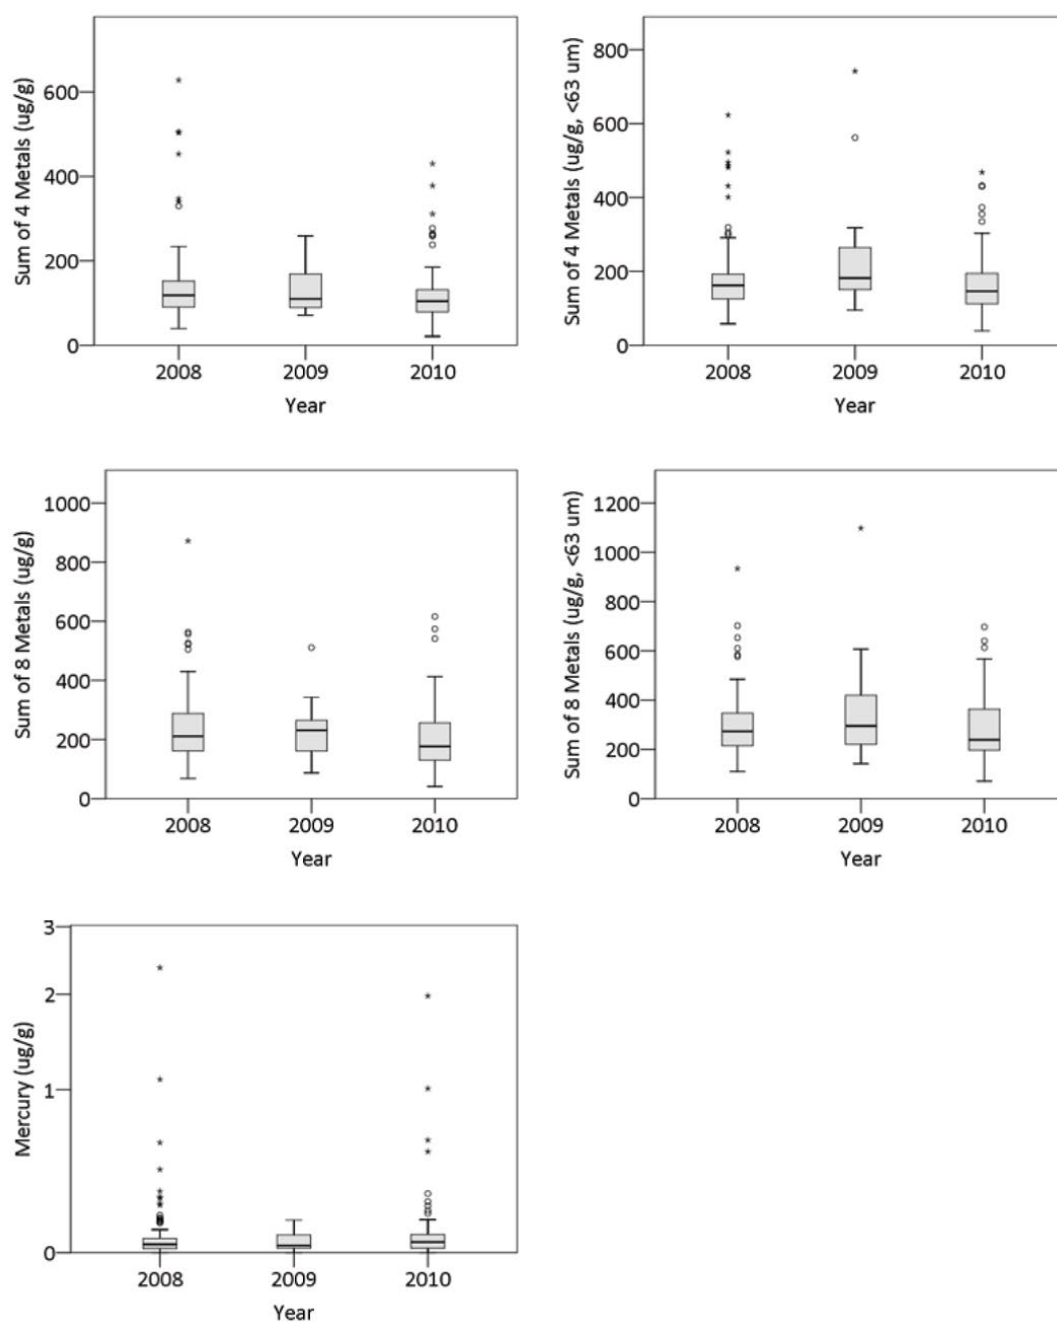 Sum of 4 Metals (ug/g)
600
400
200
0
2008 2009 2010
Year
Sum of 4 Metals (ug/g, <63 um)
800
600
400
200
0
2008 2009 2010
Year
Sum of 8 Metals (ug/g)
1000
800
600
400
200
0
2008 2009 2010
Year
Sum of 8 Metals (ug/g, <63 um)
1200
1000
800
600
400
200
0
2008 2009 2010
Year
Mercury (ug/g)
3
2
1
0
2008 2009 2010
Year